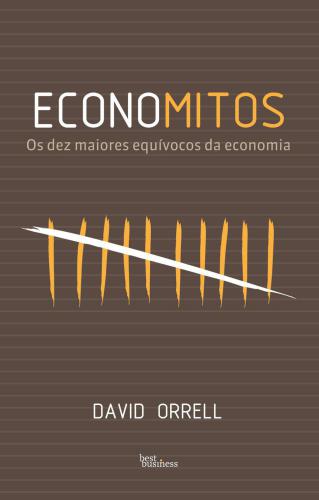 ECONOMITOS
Os dez maiores equívocos da economia
DAVID ORRELL
best
business